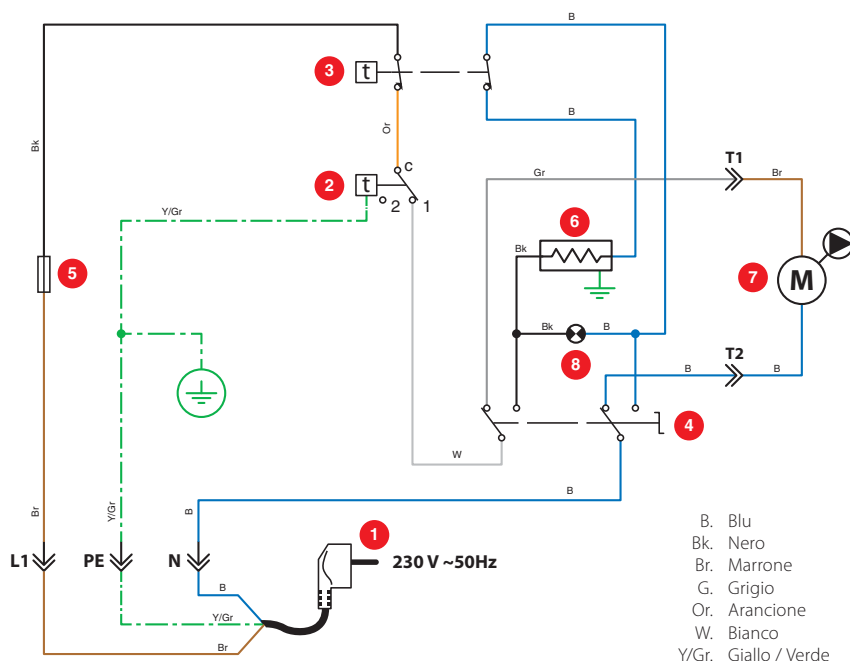 B
3
t
t
B
Bk
Or
T1
Gr
Br
C
2
t
2
1
Y/Gr
6
Bk
5
7
M
Bk
B
8
T2
B
B
4
W
B
Br
Y/Gr
B
1
L1
PE
N
230 V ~50Hz
B
Y/Gr
Br
B. Blu
Bk. Nero
Br. Marrone
G. Grigio
Or. Arancione
W. Bianco
Y/Gr. Giallo / Verde